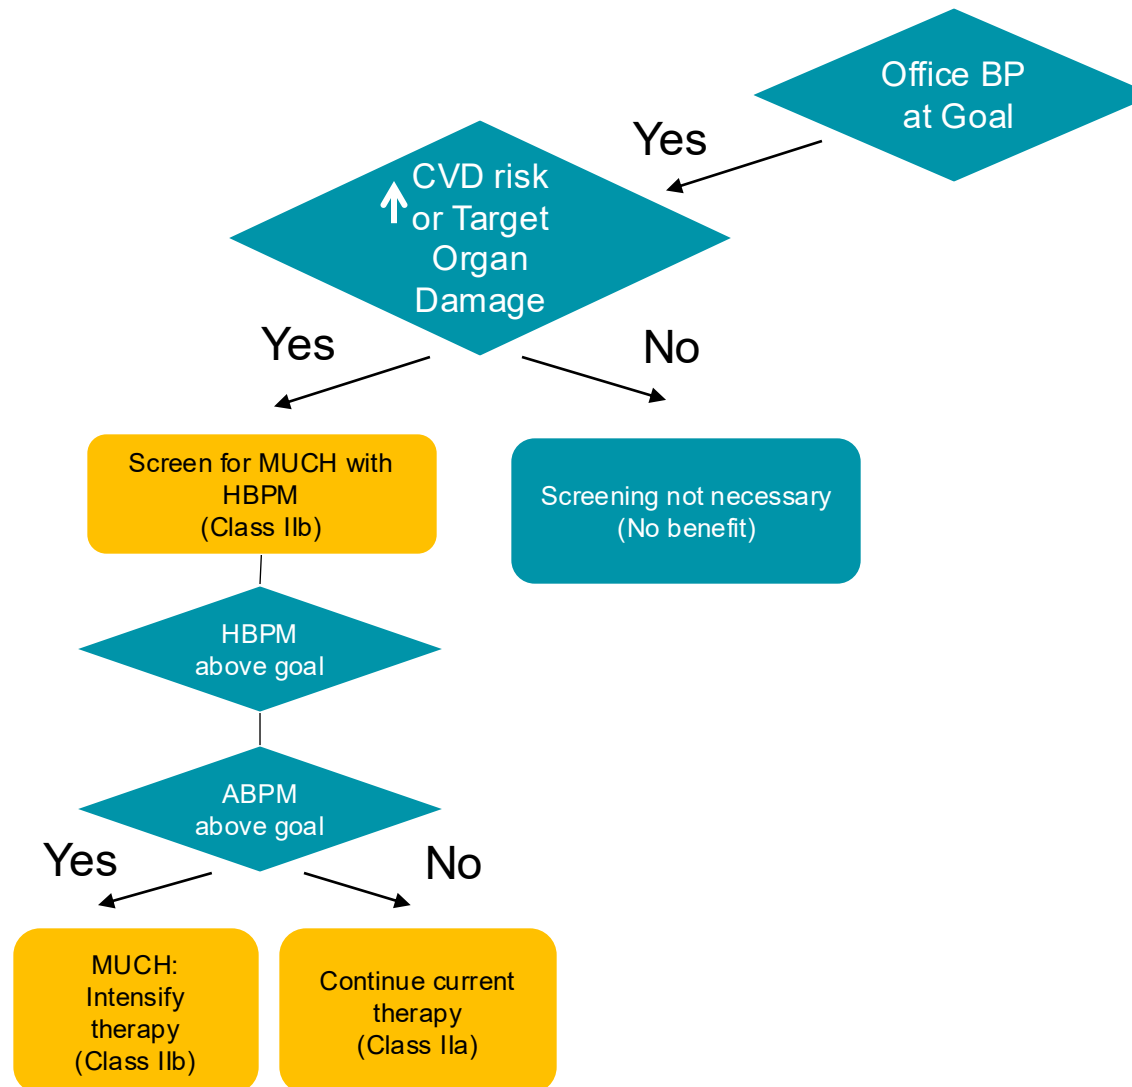 Office BP
at Goal
Yes
CVD risk
or Target
Organ
Damage
Yes
No
Screen for MUCH with
HBPM
(Class IIb)
Screening not necessary
(No benefit)
HBPM
above goal
ABPM
above goal
Yes
No
MUCH:
Intensify
therapy
(Class IIb)
Continue current
therapy
(Class IIa)